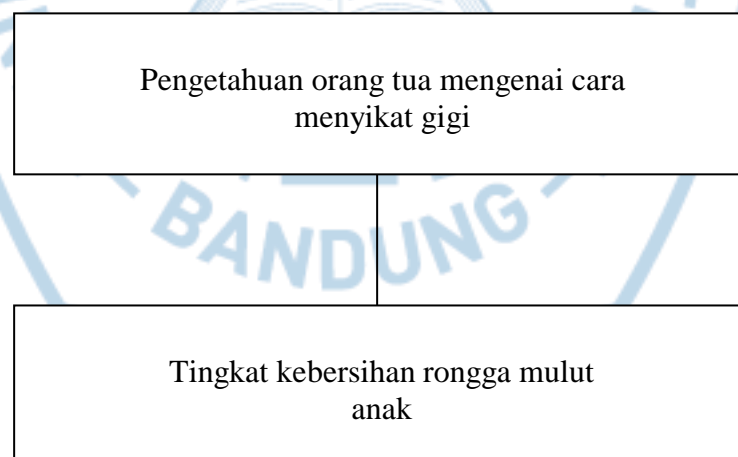 Pengetahuan orang tua mengenai cara
menyikat gigi
BANDUNG
Tingkat kebersihan rongga mulut
anak